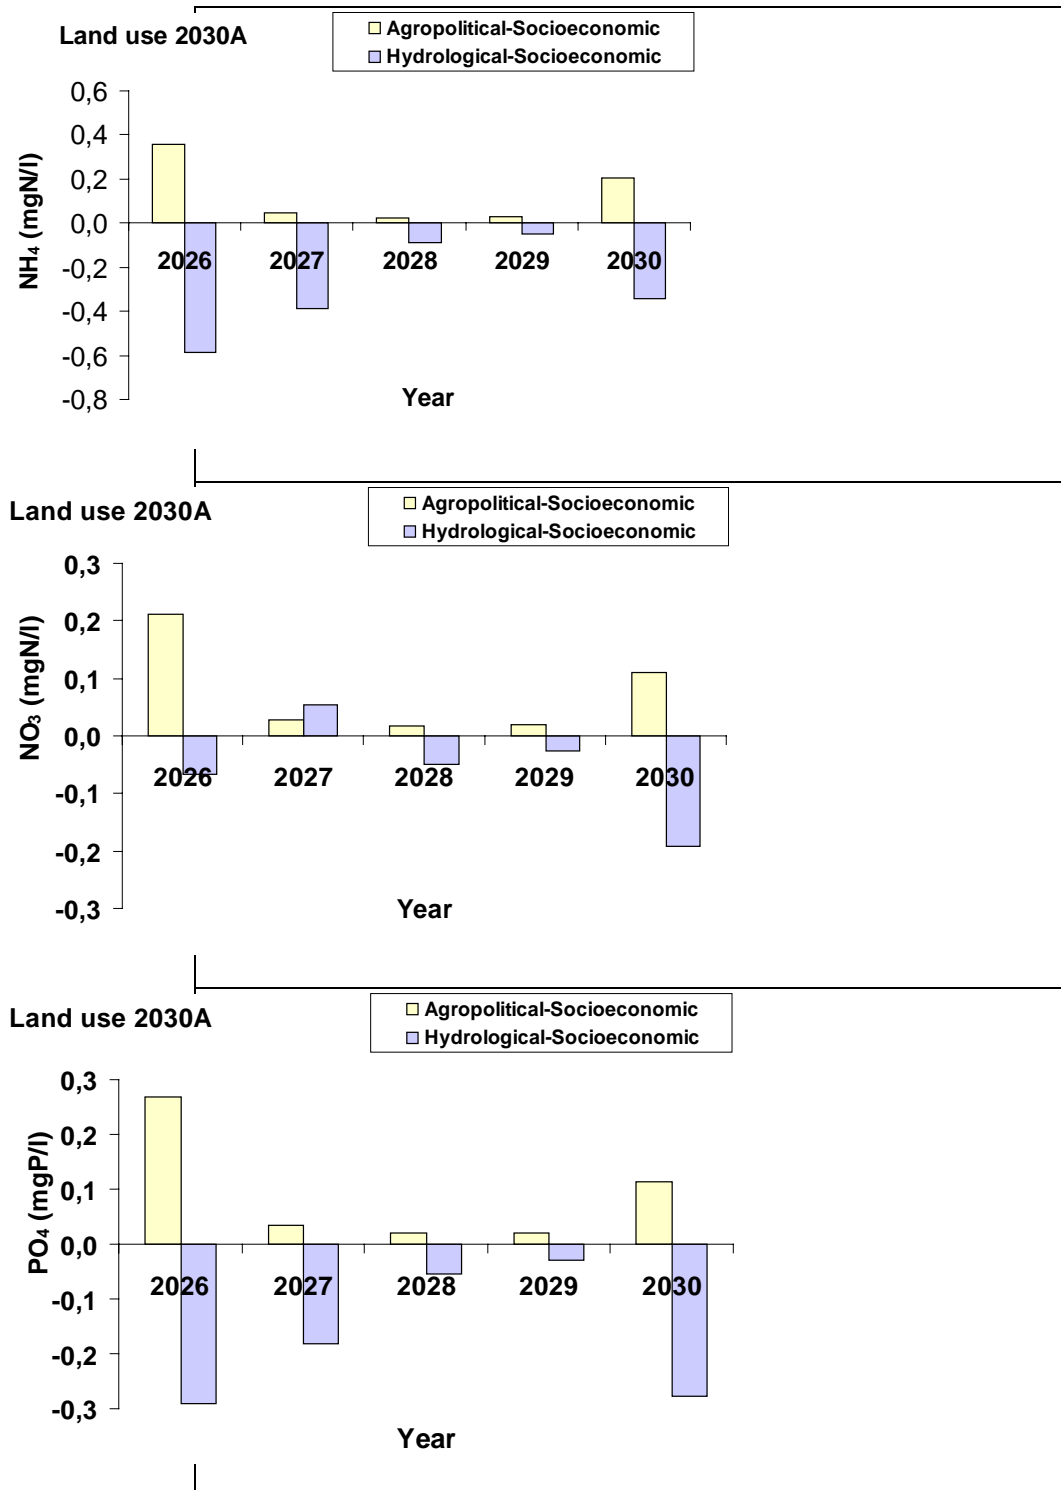 Land use 2030A
Agropolitical-Socioeconomic
Hydrological-Socioeconomic
0,6
0,4
0,2
0,0
-0,2
-0,4
-0,6
-0,8
NH₄ (mgN/l)
2026 2027 2028 2029 2030
Year
Land use 2030A
Agropolitical-Socioeconomic
Hydrological-Socioeconomic
0,3
0,2
0,1
0,0
-0,1
-0,2
-0,3
NO₃ (mgN/l)
2026 2027 2028 2029 2030
Year
Land use 2030A
Agropolitical-Socioeconomic
Hydrological-Socioeconomic
0,3
0,2
0,1
0,0
-0,1
-0,2
-0,3
PO₄ (mgP/l)
2026 2027 2028 2029 2030
Year